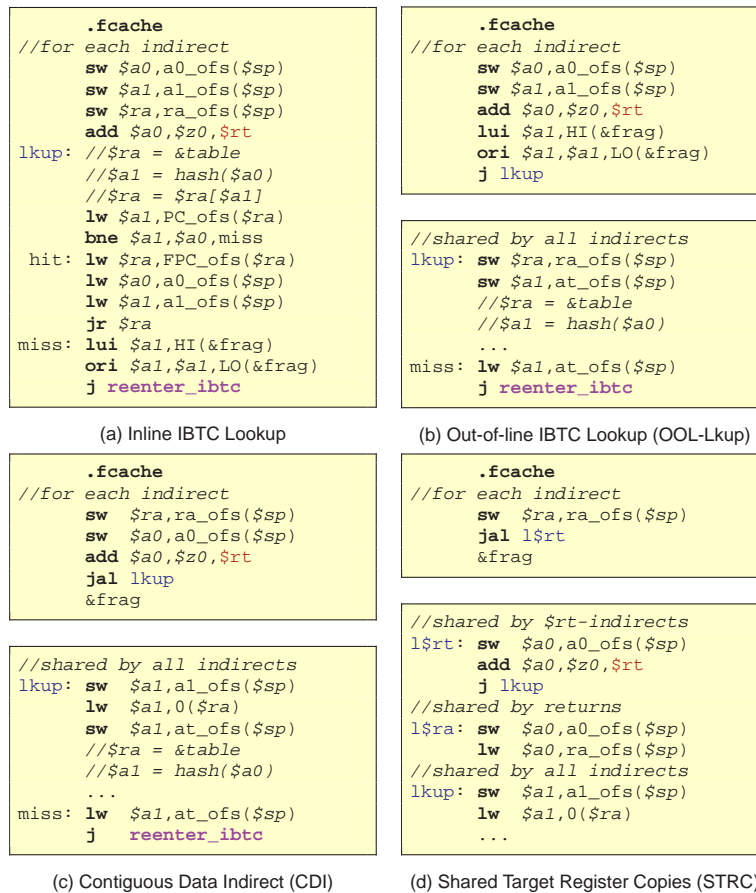 .fcache
//for each indirect
sw $a0,a0_ofs($sp)
sw $a1,a1_ofs($sp)
sw $ra,ra_ofs($sp)
add $a0,$z0,$rt
lkup: //$ra = &table
//$a1 = hash($a0)
//$ra = $ra[$a1]
lw $a1,PC_ofs($ra)
bne $a1,$a0,miss
hit: lw $ra,FPC_ofs($ra)
lw $a0,a0_ofs($sp)
lw $a1,a1_ofs($sp)
jr $ra
miss: lui $a1,HI(&frag)
ori $a1,$a1,LO(&frag)
j reenter_ibtc
(a) Inline IBTC Lookup
.fcache
//for each indirect
sw $a0,a0_ofs($sp)
sw $a1,a1_ofs($sp)
add $a0,$z0,$rt
lui $a1,HI(&frag)
ori $a1,$a1,LO(&frag)
j lkup
//shared by all indirects
lkup: sw $ra,ra_ofs($sp)
sw $a1,at_ofs($sp)
//$ra = &table
//$a1 = hash($a0)
...
miss: lw $a1,at_ofs($sp)
j reenter_ibtc
(b) Out-of-line IBTC Lookup (OOL-Lkup)
.fcache
//for each indirect
sw $ra,ra_ofs($sp)
sw $a0,a0_ofs($sp)
add $a0,$z0,$rt
jal lkup
&frag
//shared by all indirects
lkup: sw $a1,a1_ofs($sp)
lw $a1,0($ra)
sw $a1,at_ofs($sp)
//$ra = &table
//$a1 = hash($a0)
...
miss: lw $a1,at_ofs($sp)
j reenter_ibtc
(c) Contiguous Data Indirect (CDI)
.fcache
//for each indirect
sw $ra,ra_ofs($sp)
jal l$rt
&frag
//shared by $rt-indirects
l$rt: sw $a0,a0_ofs($sp)
add $a0,$z0,$rt
j lkup
//shared by returns
l$ra: sw $a0,a0_ofs($sp)
lw $a0,ra_ofs($sp)
//shared by all indirects
lkup: sw $a1,a1_ofs($sp)
lw $a1,0($ra)
...
(d) Shared Target Register Copies (STRC)